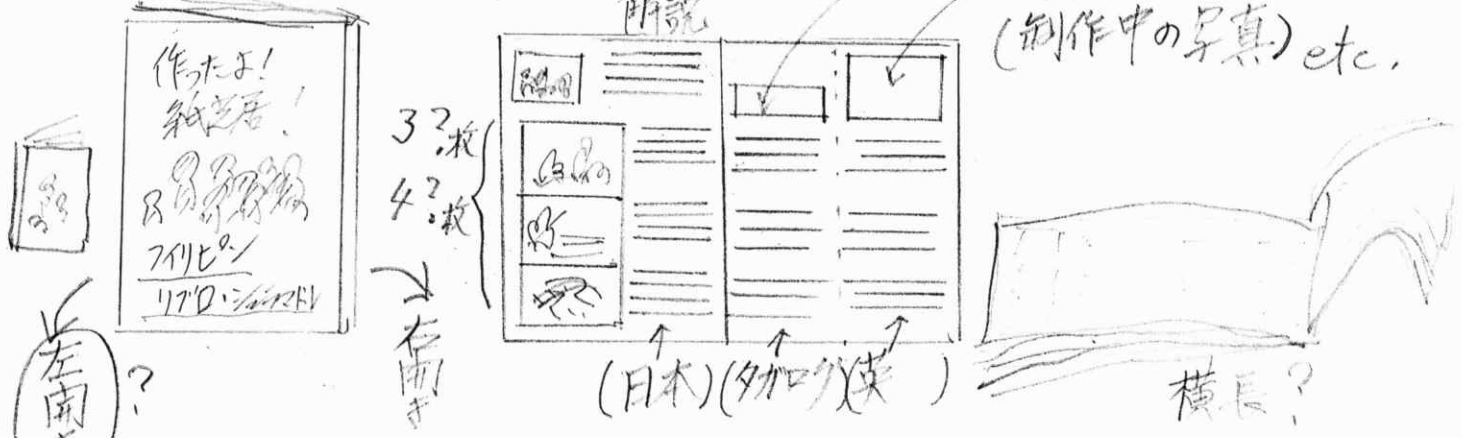 作ったよ!
紙芝居!
フィリピン
左開き
?
右開き
3?枚
4?枚
解説
(日本)(タガログ)(英 )
(制作中の写真)etc.
横長?